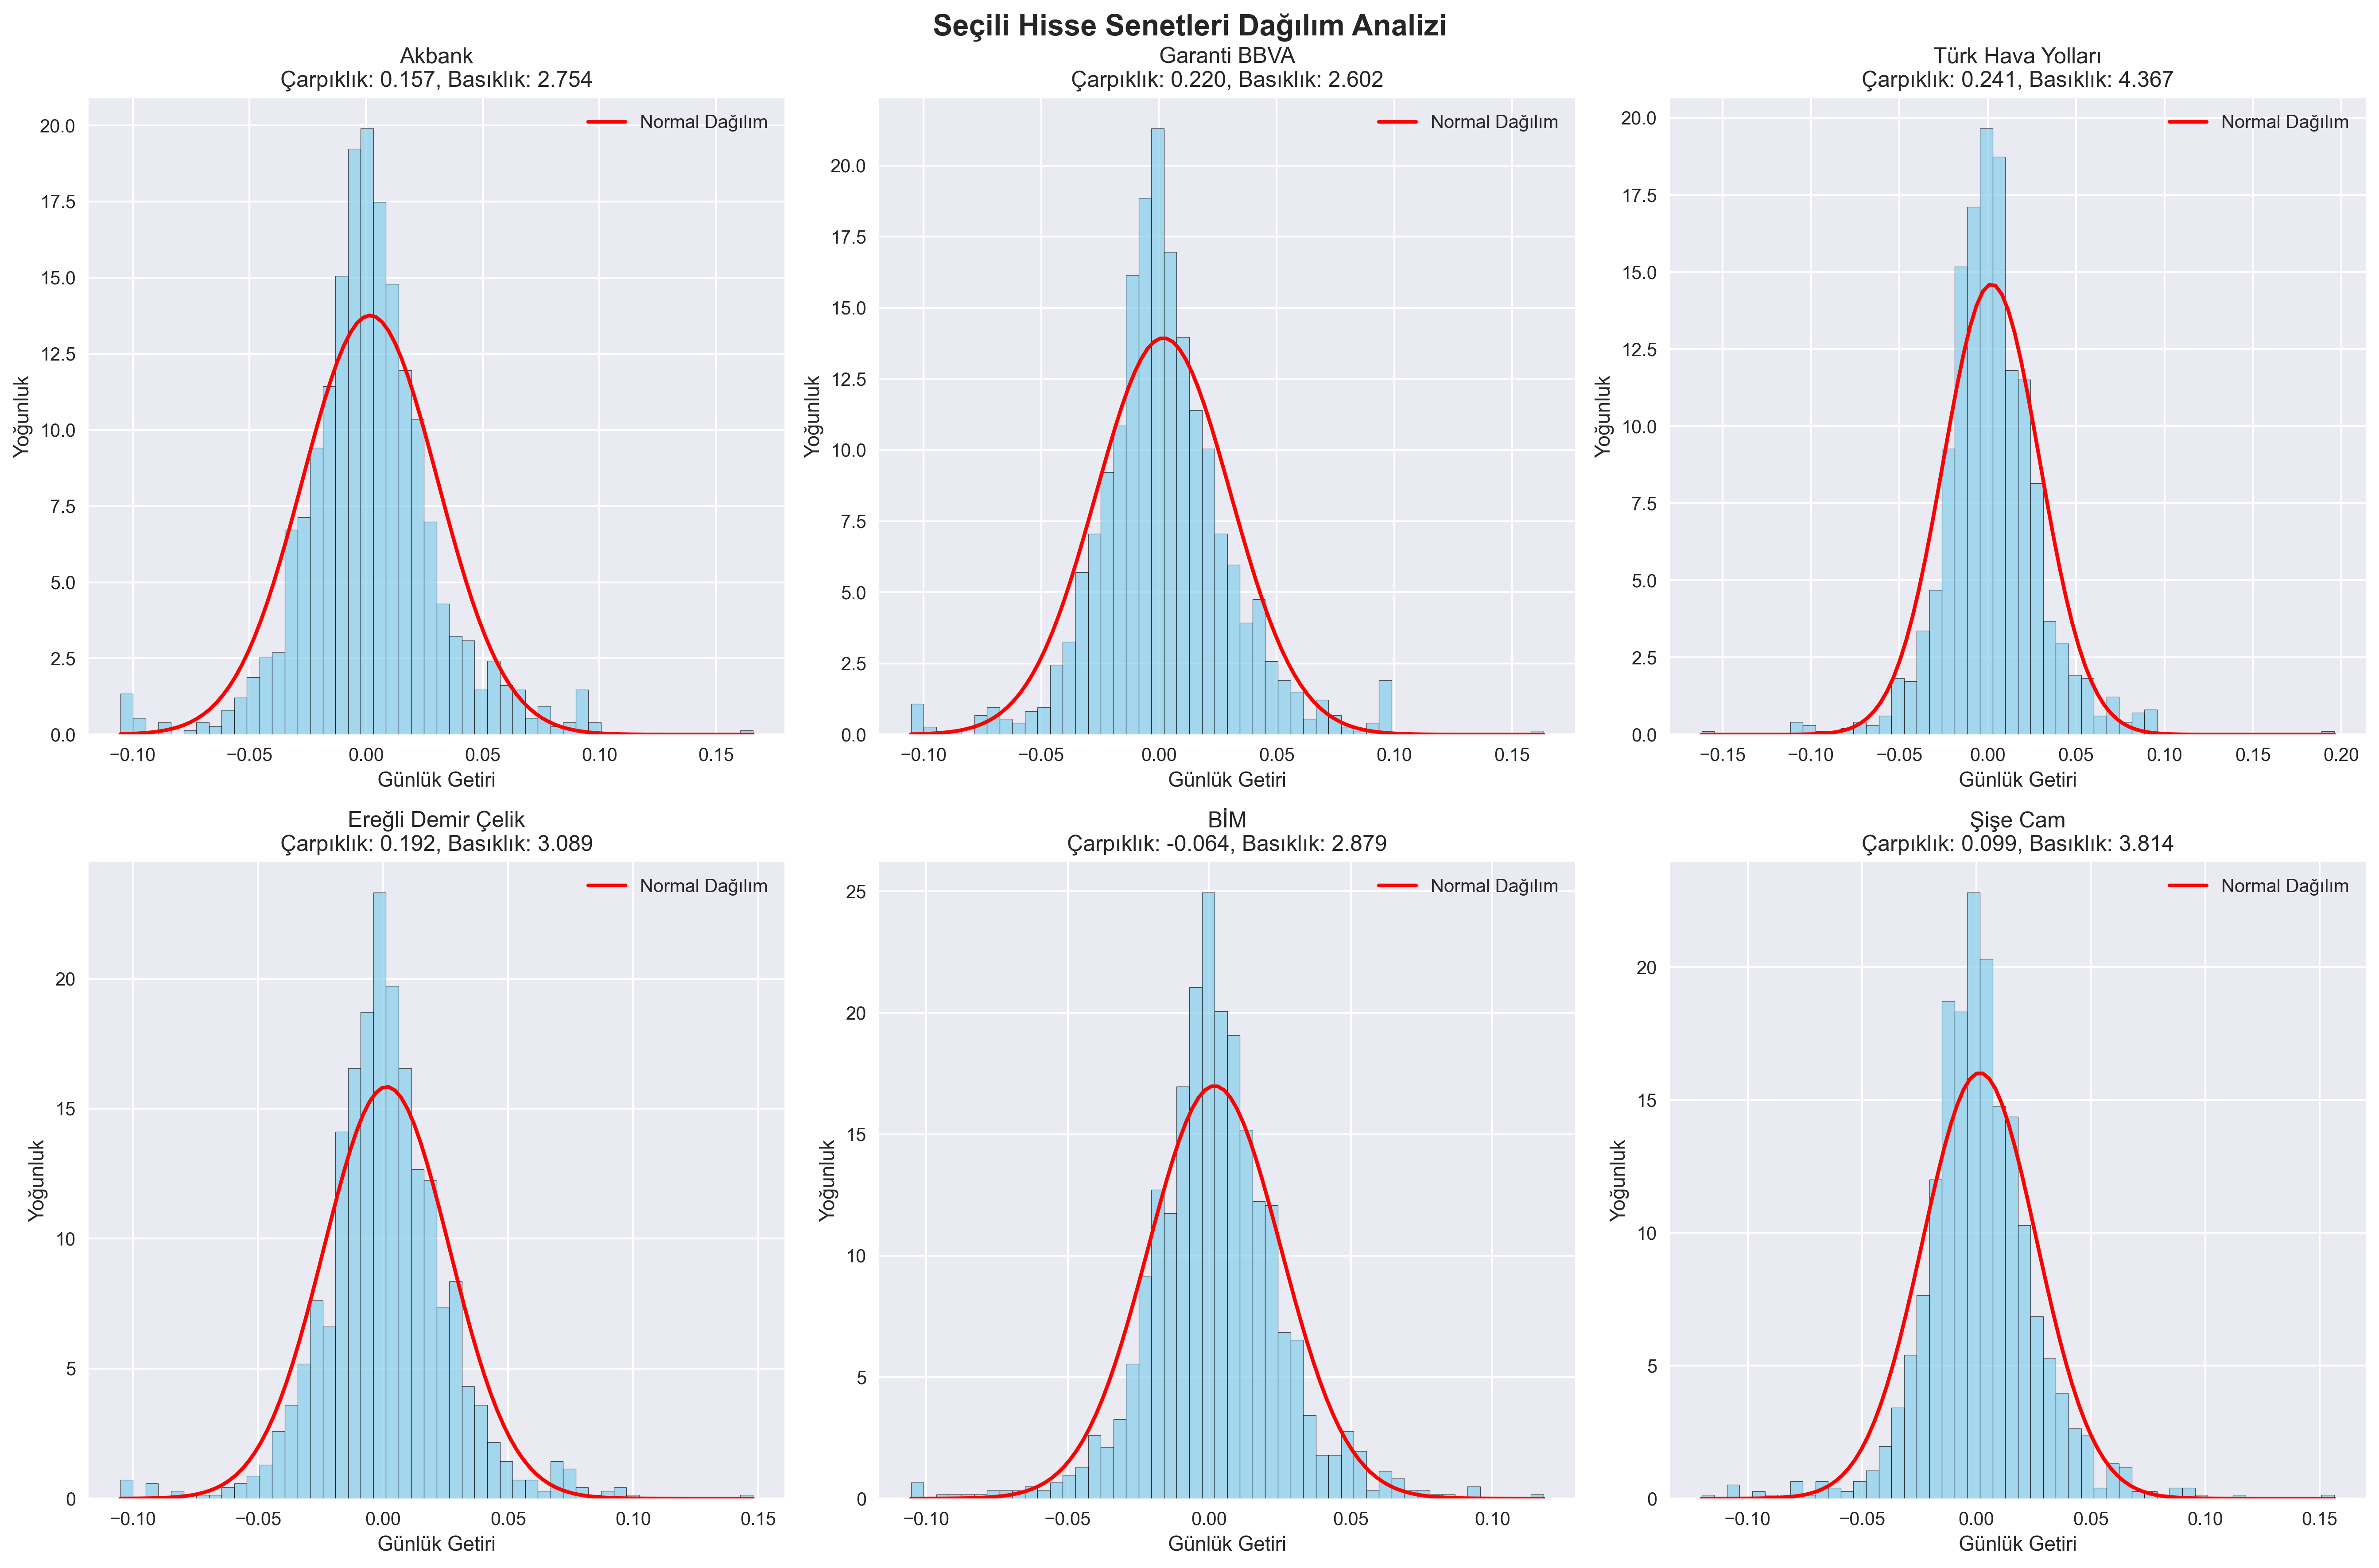 Seçili Hisse Senetleri Dağılım Analizi
Akbank
Çarpıklık: 0.157, Basıklık: 2.754
Normal Dağılım
Yoğunluk
20.0
17.5
15.0
12.5
10.0
7.5
5.0
2.5
0.0
−0.10 −0.05 0.00 0.05 0.10 0.15
Günlük Getiri
Garanti BBVA
Çarpıklık: 0.220, Basıklık: 2.602
Normal Dağılım
Yoğunluk
20.0
17.5
15.0
12.5
10.0
7.5
5.0
2.5
0.0
−0.10 −0.05 0.00 0.05 0.10 0.15
Günlük Getiri
Türk Hava Yolları
Çarpıklık: 0.241, Basıklık: 4.367
Normal Dağılım
Yoğunluk
20.0
17.5
15.0
12.5
10.0
7.5
5.0
2.5
0.0
−0.15 −0.10 −0.05 0.00 0.05 0.10 0.15 0.20
Günlük Getiri
Ereğli Demir Çelik
Çarpıklık: 0.192, Basıklık: 3.089
Normal Dağılım
Yoğunluk
20
15
10
5
0
−0.10 −0.05 0.00 0.05 0.10 0.15
Günlük Getiri
BİM
Çarpıklık: -0.064, Basıklık: 2.879
Normal Dağılım
Yoğunluk
25
20
15
10
5
0
−0.10 −0.05 0.00 0.05 0.10
Günlük Getiri
Şişe Cam
Çarpıklık: 0.099, Basıklık: 3.814
Normal Dağılım
Yoğunluk
20
15
10
5
0
−0.10 −0.05 0.00 0.05 0.10 0.15
Günlük Getiri